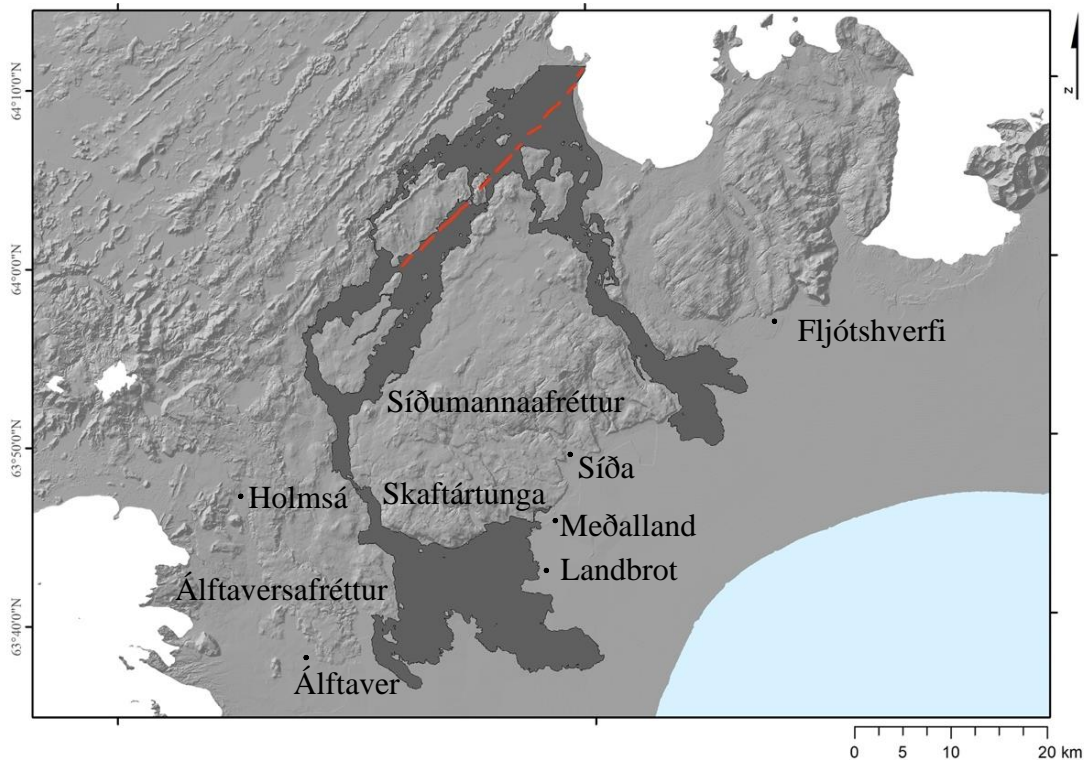 64°10'0"N
N
Fljótshverfi
64°0'0"N
Síðumannaafréttur
63°50'0"N
Síða
Skaftártunga
Holmsá
Meðalland
Landbrot
Álftaversafréttur
63°40'0"N
Álftaver
0 5 10 20 km